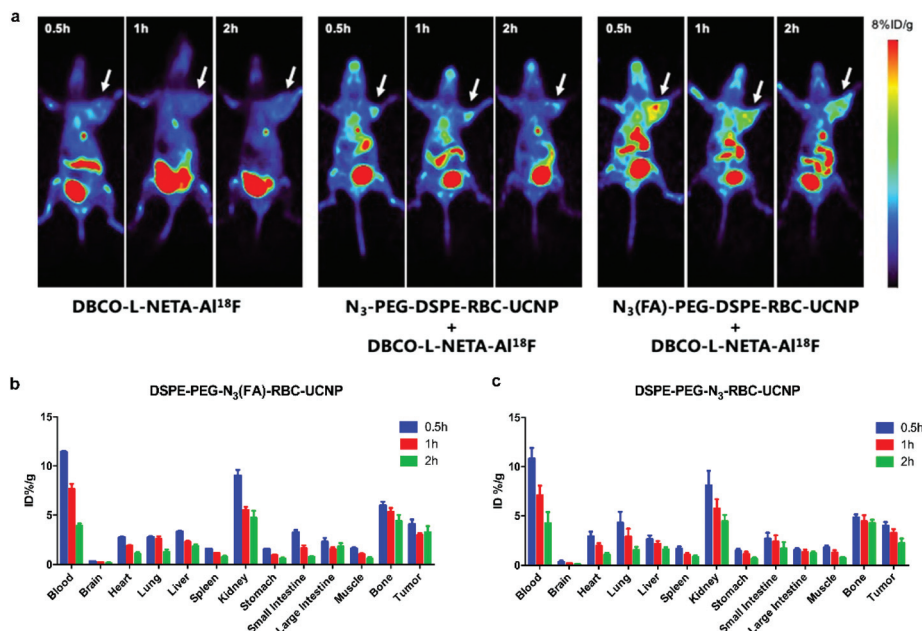 a
0.5h 1h 2h 0.5h 1h 2h 0.5h 1h 2h
8%ID/g
DBCO-L-NETA-Al¹⁸F
N₃-PEG-DSPE-RBC-UCNP
+
DBCO-L-NETA-Al¹⁸F
N₃(FA)-PEG-DSPE-RBC-UCNP
+
DBCO-L-NETA-Al¹⁸F
b
DSPE-PEG-N₃(FA)-RBC-UCNP
15
10
5
0
ID%/g
0.5h
1h
2h
Blood
Brain
Heart
Lung
Liver
Spleen
Kidney
Stomach
Small Intestine
Large Intestine
Muscle
Bone
Tumor
c
DSPE-PEG-N₃-RBC-UCNP
15
10
5
0
ID%/g
0.5h
1h
2h
Blood
Brain
Heart
Lung
Liver
Spleen
Kidney
Stomach
Small Intestine
Large Intestine
Muscle
Bone
Tumor